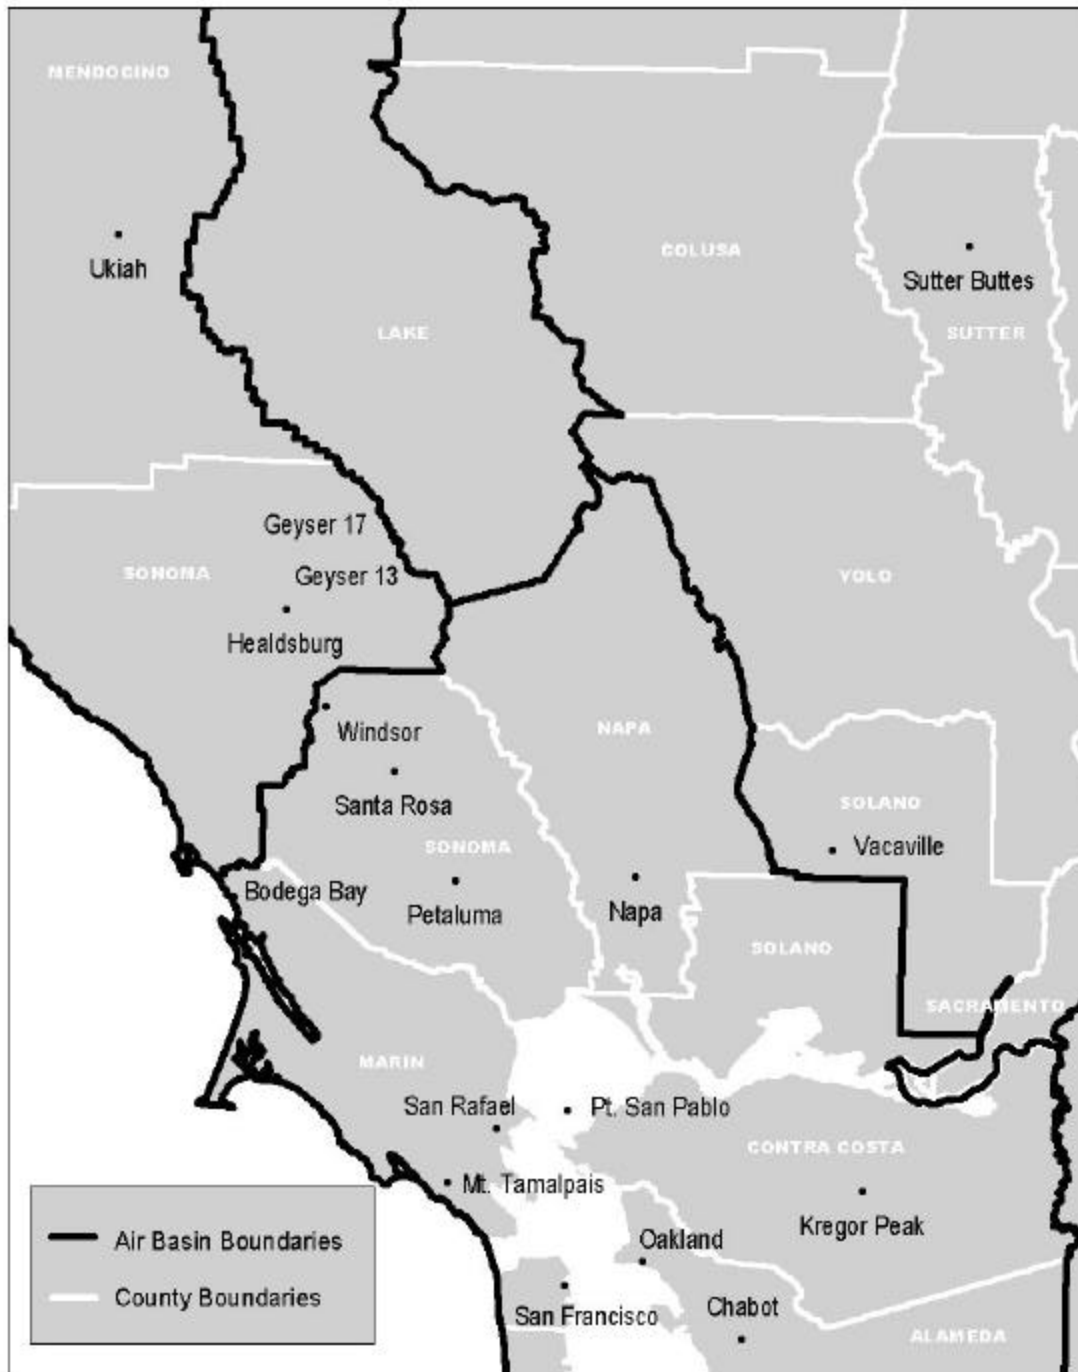 MENDOCINO
Ukiah
COLUSA
Sutter Buttes
LAKE
SUTTER
Geyser 17
SONOMA
Geyser 13
YOLO
Healdsburg
Windsor
NAPA
Santa Rosa
SOLANO
SONOMA
Vacaville
Bodega Bay
Petaluma
Napa
SOLANO
SACRAMENTO
MARIN
San Rafael
Pt. San Pablo
CONTRA COSTA
Mt. Tamalpais
Kregor Peak
Oakland
San Francisco
Chabot
ALAMEDA
Air Basin Boundaries
County Boundaries